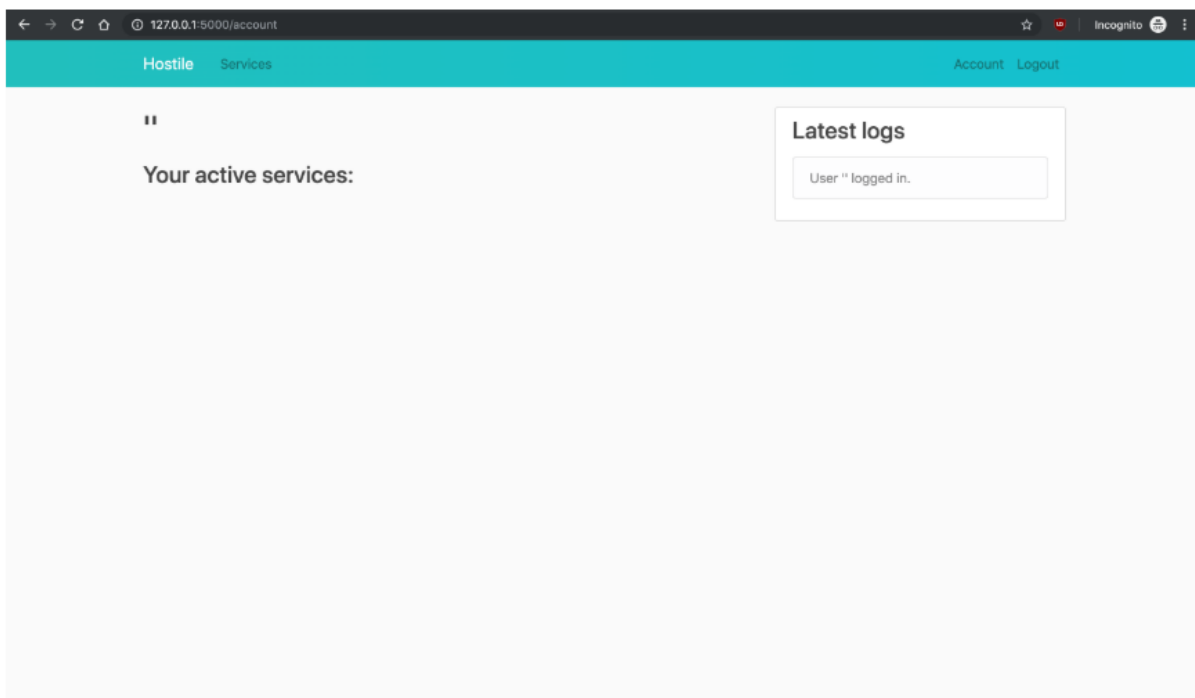 127.0.0.1:5000/account
Incognito
Hostile Services Account Logout
''
Your active services:
Latest logs
User '' logged in.